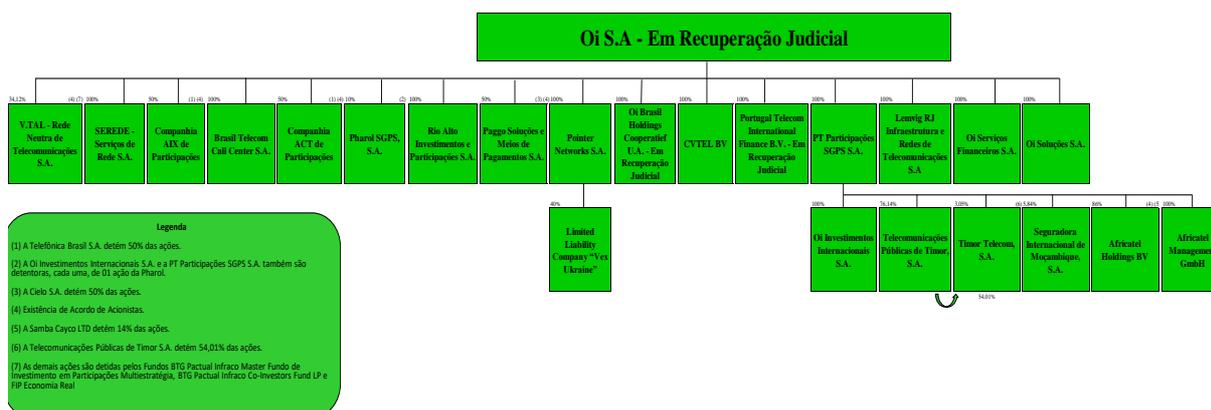 Oi S.A - Em Recuperação Judicial
34,12% (4) (7) 100% 50% (1) (4) 100% 50% (1) (4) 10% (2) 100% 50% (3) (4) 100% 100% 100% 100% 100% 100% 100% 100%
V.TAL - Rede
Neutra de
Telecomunicações
S.A.
SEREDE -
Serviços de
Rede S.A.
Companhia
AIX de
Participações
Brasil Telecom
Call Center S.A.
Companhia
ACT de
Participações
Pharol SGPS,
S.A.
Rio Alto
Investimentos e
Participações S.A.
Paggo Soluções e
Meios de
Pagamentos S.A.
Pointer
Networks S.A.
Oi Brasil
Holdings
Cooperatief
U.A. - Em
Recuperação
Judicial
CVTEL BV
Portugal Telecom
International
Finance B.V. - Em
Recuperação
Judicial
PT Participações
SGPS S.A.
Lemvig RJ
Infraestrutura e
Redes de
Telecomunicações
S.A
Oi Serviços
Financeiros S.A.
Oi Soluções S.A.
40%
Limited
Liability
Company “Vex
Ukraine”
100% 76,14% 3,05% (6) 5,84% 86% (4) (5 100%
Oi Investimentos
Internacionais
S.A.
Telecomunicações
Públicas de Timor,
S.A.
Timor Telecom,
S.A.
Seguradora
Internacional de
Moçambique,
S.A.
Africatel
Holdings BV
Africatel
Manageme
GmbH
54,01%
Legenda
(1) A Telefônica Brasil S.A. detém 50% das ações.
(2) A Oi Investimentos Internacionais S.A. e a PT Participações SGPS S.A. também são
detentoras, cada uma, de 01 ação da Pharol.
(3) A Cielo S.A. detém 50% das ações.
(4) Existência de Acordo de Acionistas.
(5) A Samba Cayco LTD detém 14% das ações.
(6) A Telecomunicações Públicas de Timor S.A. detém 54,01% das ações.
(7) As demais ações são detidas pelos Fundos BTG Pactual Infraco Master Fundo de
Investimento em Participações Multiestratégia, BTG Pactual Infraco Co-Investors Fund LP e
FIP Economia Real